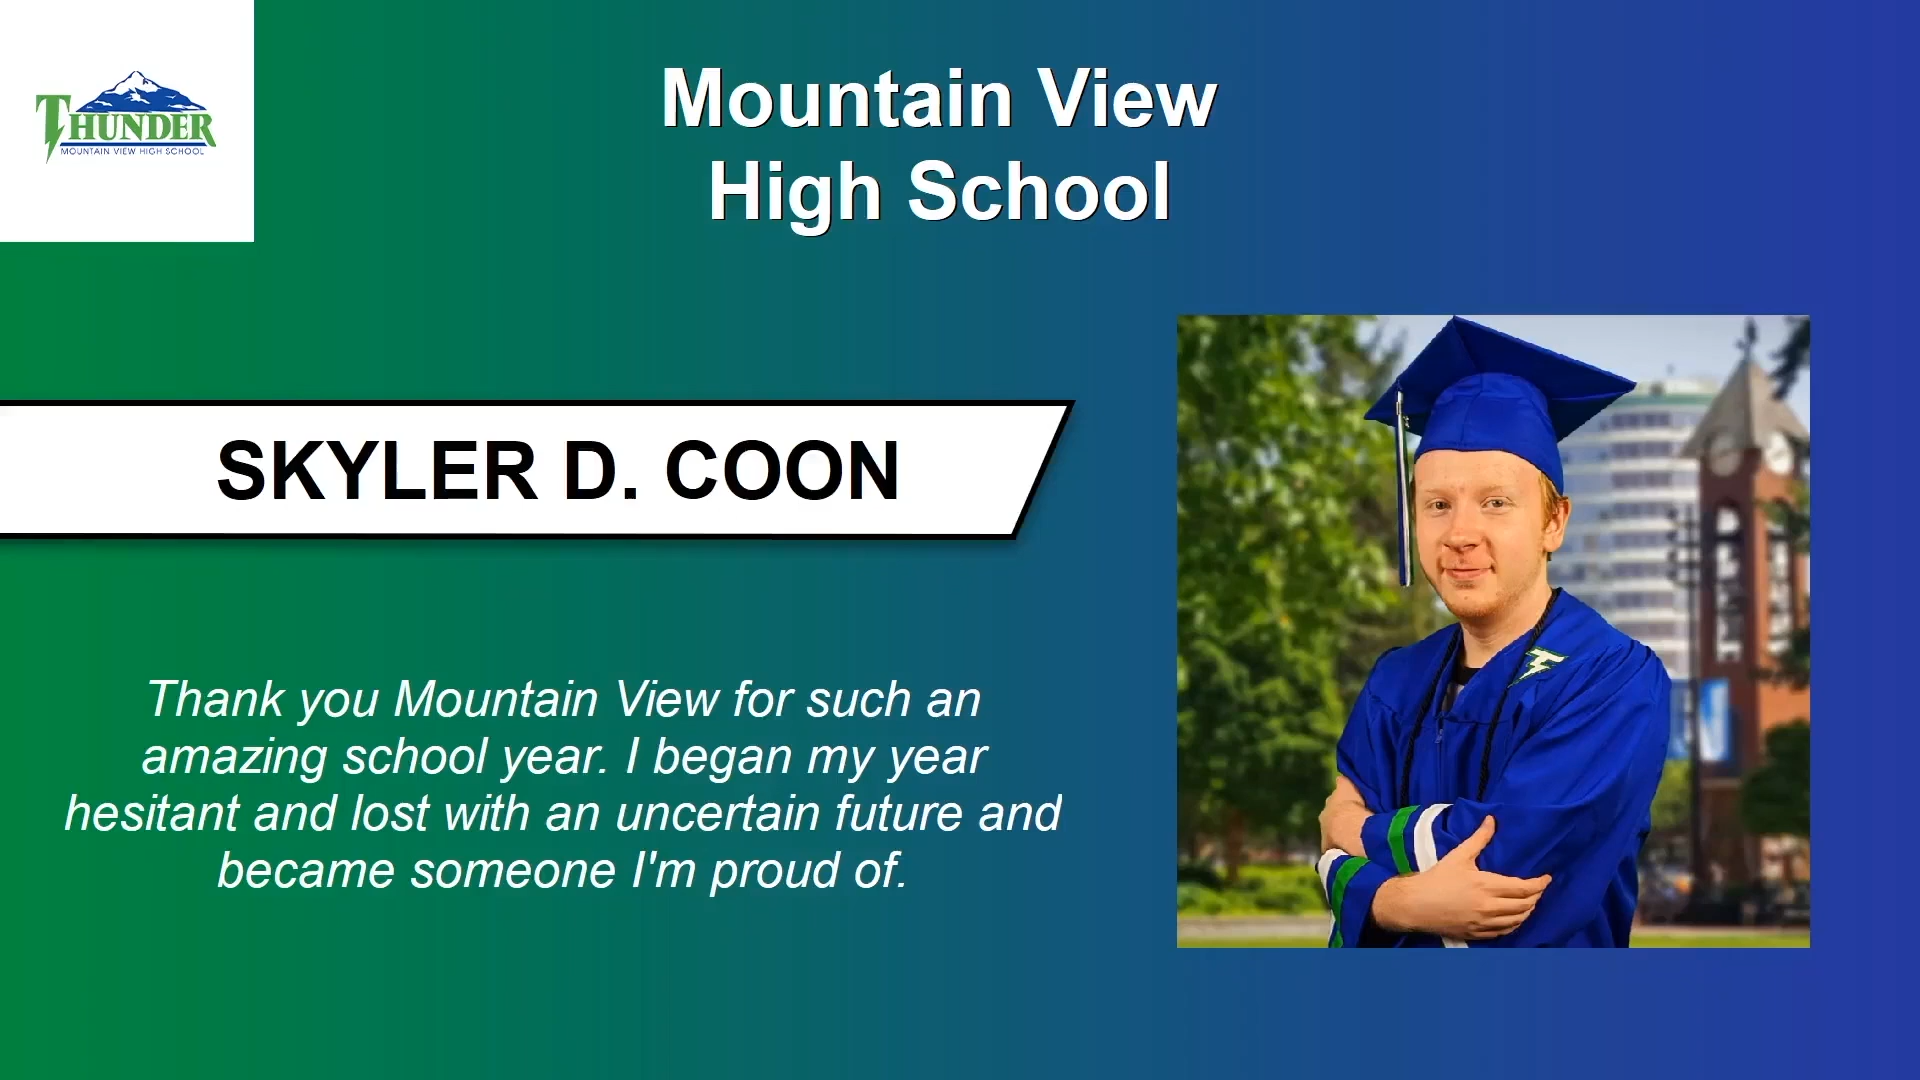 THUNDER
MOUNTAIN VIEW HIGH SCHOOL
Mountain View
High School
SKYLER D. COON
Thank you Mountain View for such an
amazing school year. I began my year
hesitant and lost with an uncertain future and
became someone I'm proud of.